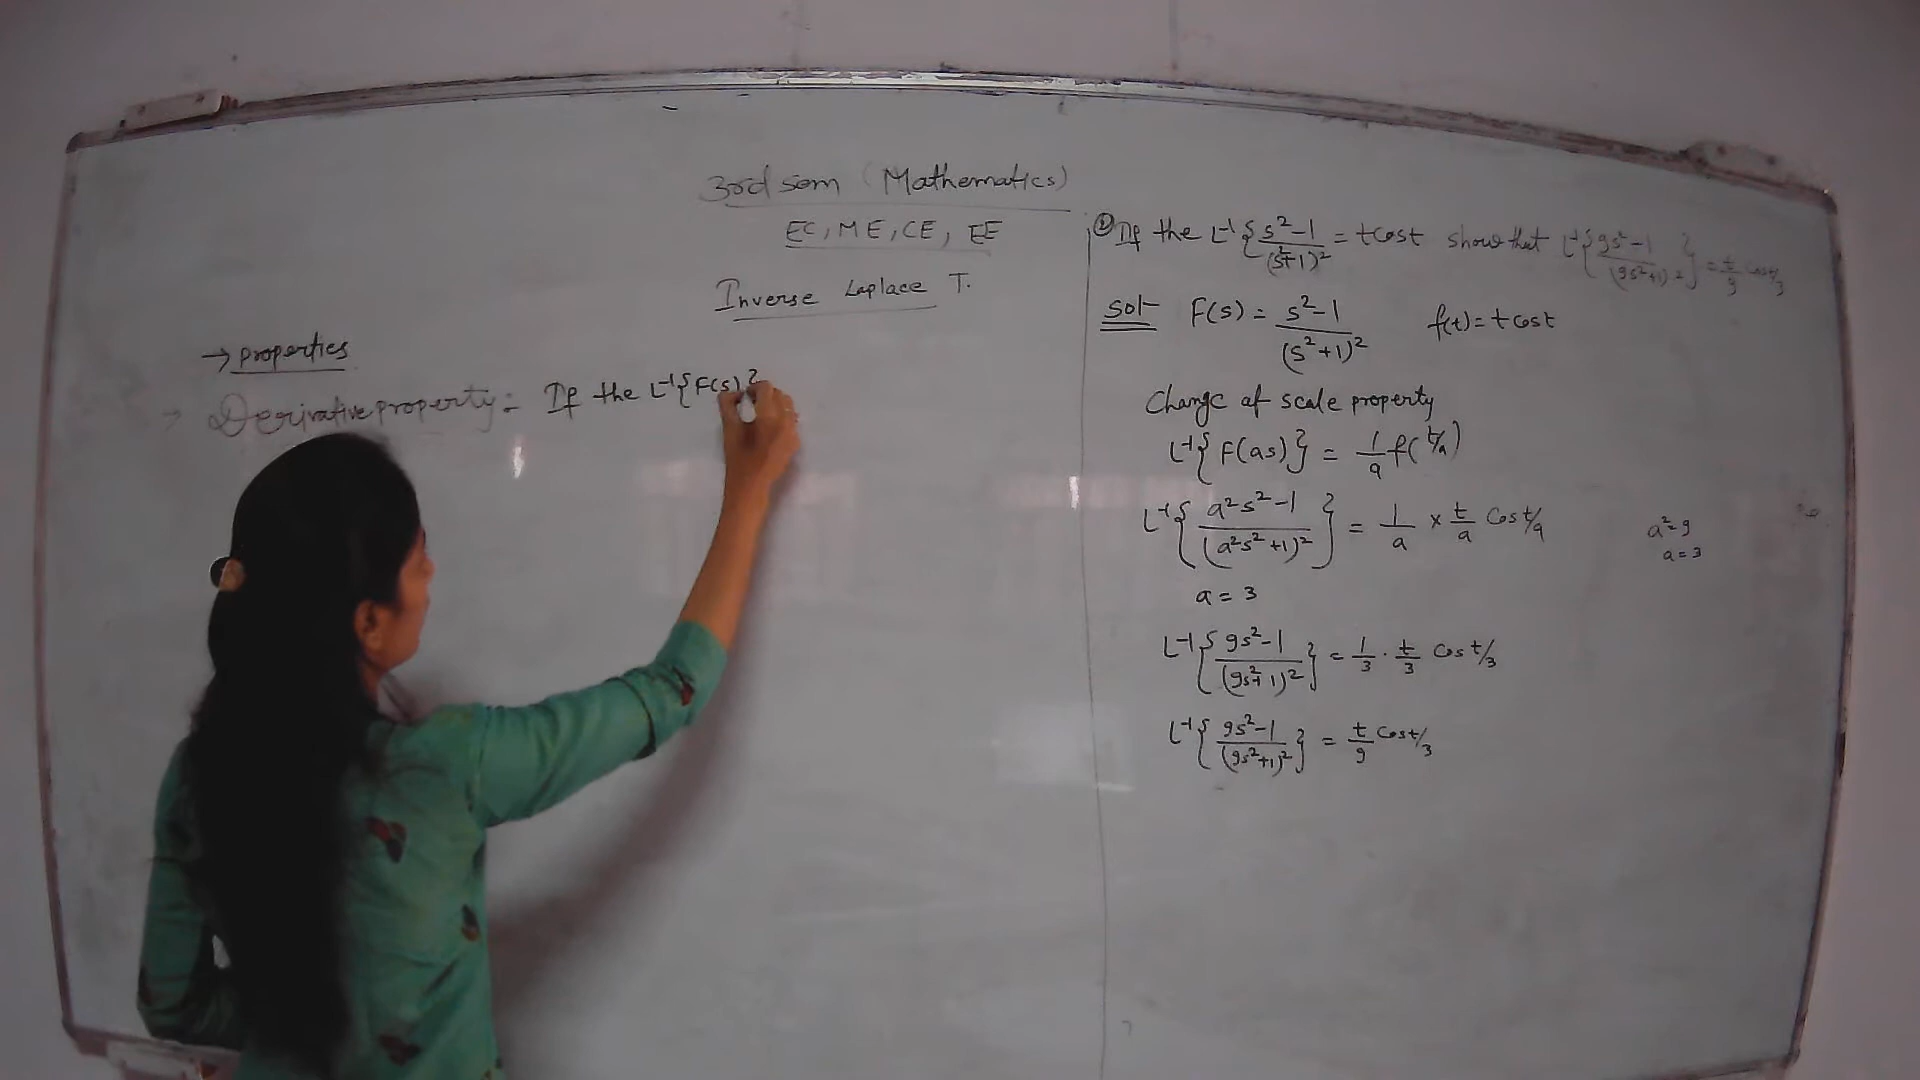 3rd sem (Mathematics)
EC, ME, CE, EE
Inverse Laplace T.
→ properties
→ Derivative property = If the L⁻¹{F(s)}
① If the L⁻¹{s²-1/(s²+1)² = tcost show that L⁻¹{9s²-1/(9s²+1)²} = t/9 cost/3
Sol- F(s) = s²-1/(s²+1)² f(t) = t cost
Change of scale property
L⁻¹{F(as)} = 1/a f(t/a)
L⁻¹{a²s²-1/(a²s²+1)²} = 1/a × t/a cost/a a²=9
a=3
a = 3
L⁻¹{9s²-1/(9s²+1)²} = 1/3 · t/3 Cos t/3
L⁻¹{9s²-1/(9s²+1)²} = t/9 Cost/3